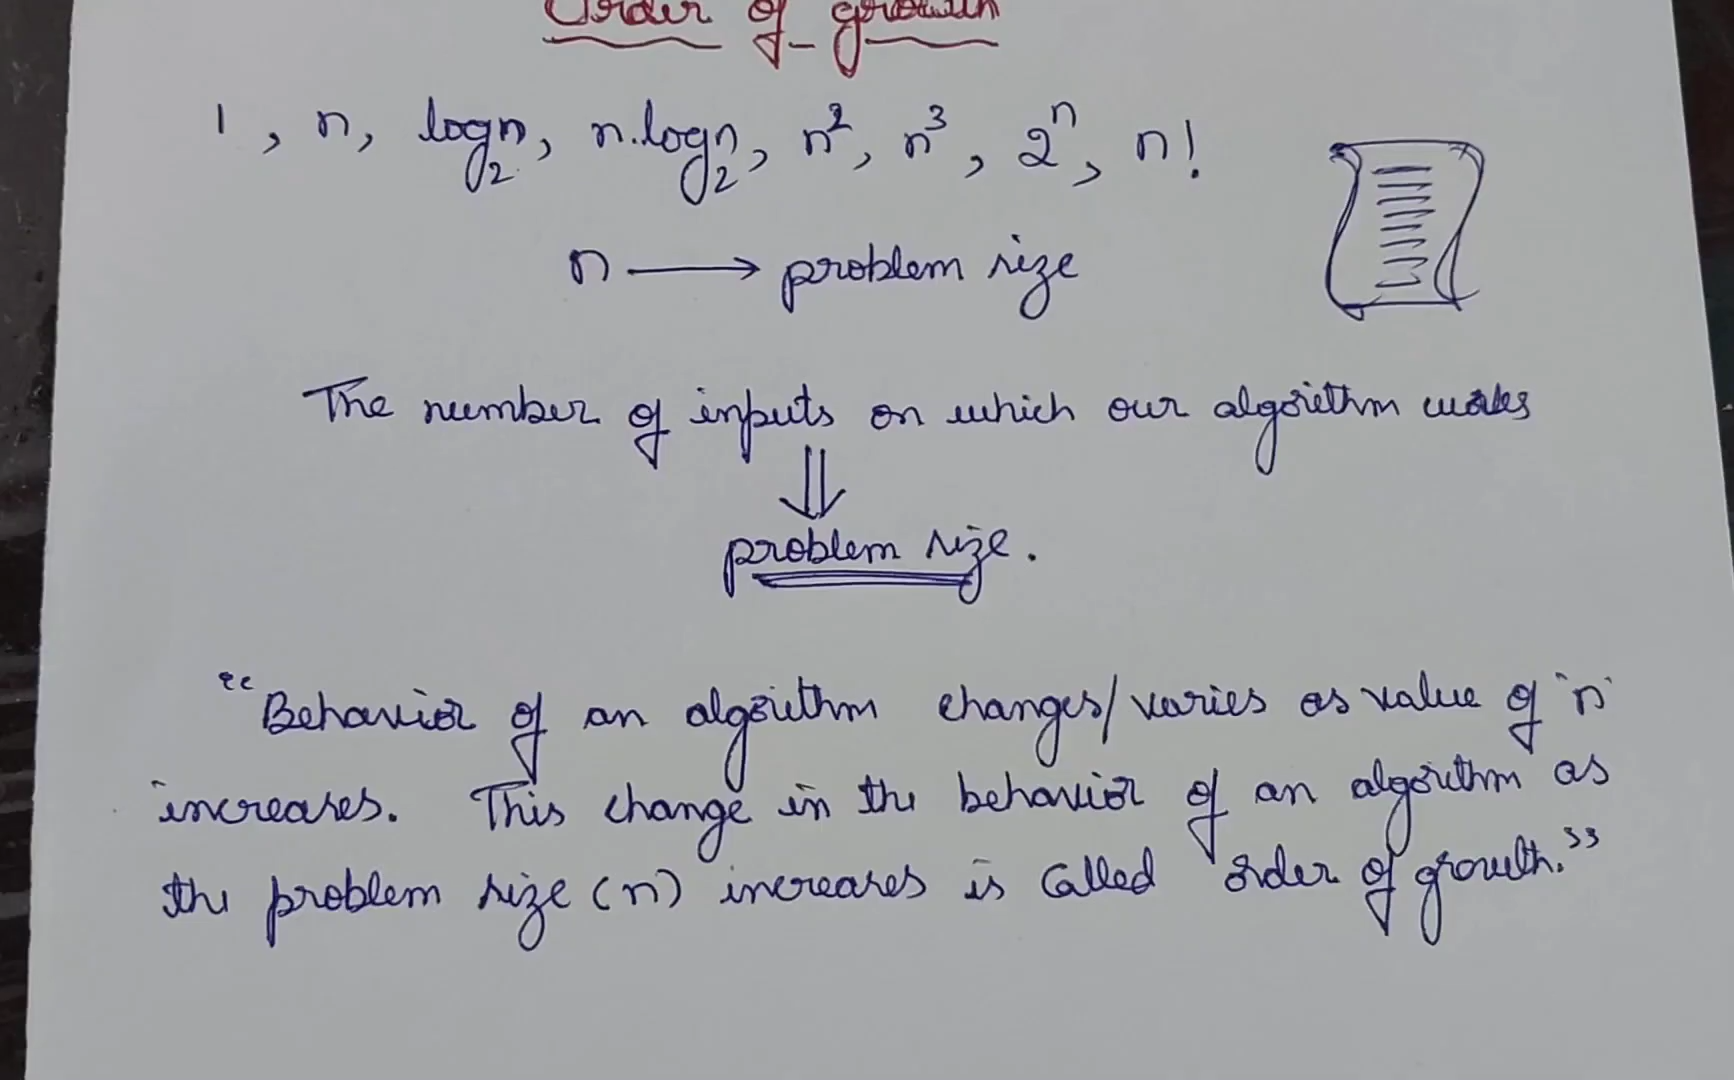 Order of growth
1, n, log₂n, n.log₂n, n², n³, 2ⁿ, n!
n → problem size
The number of inputs on which our algorithm works
⇓
problem size.
"Behavior of an algorithm changes/varies as value of 'n'
increases. This change in the behavior of an algorithm as
the problem size (n) increases is called 'order of growth."